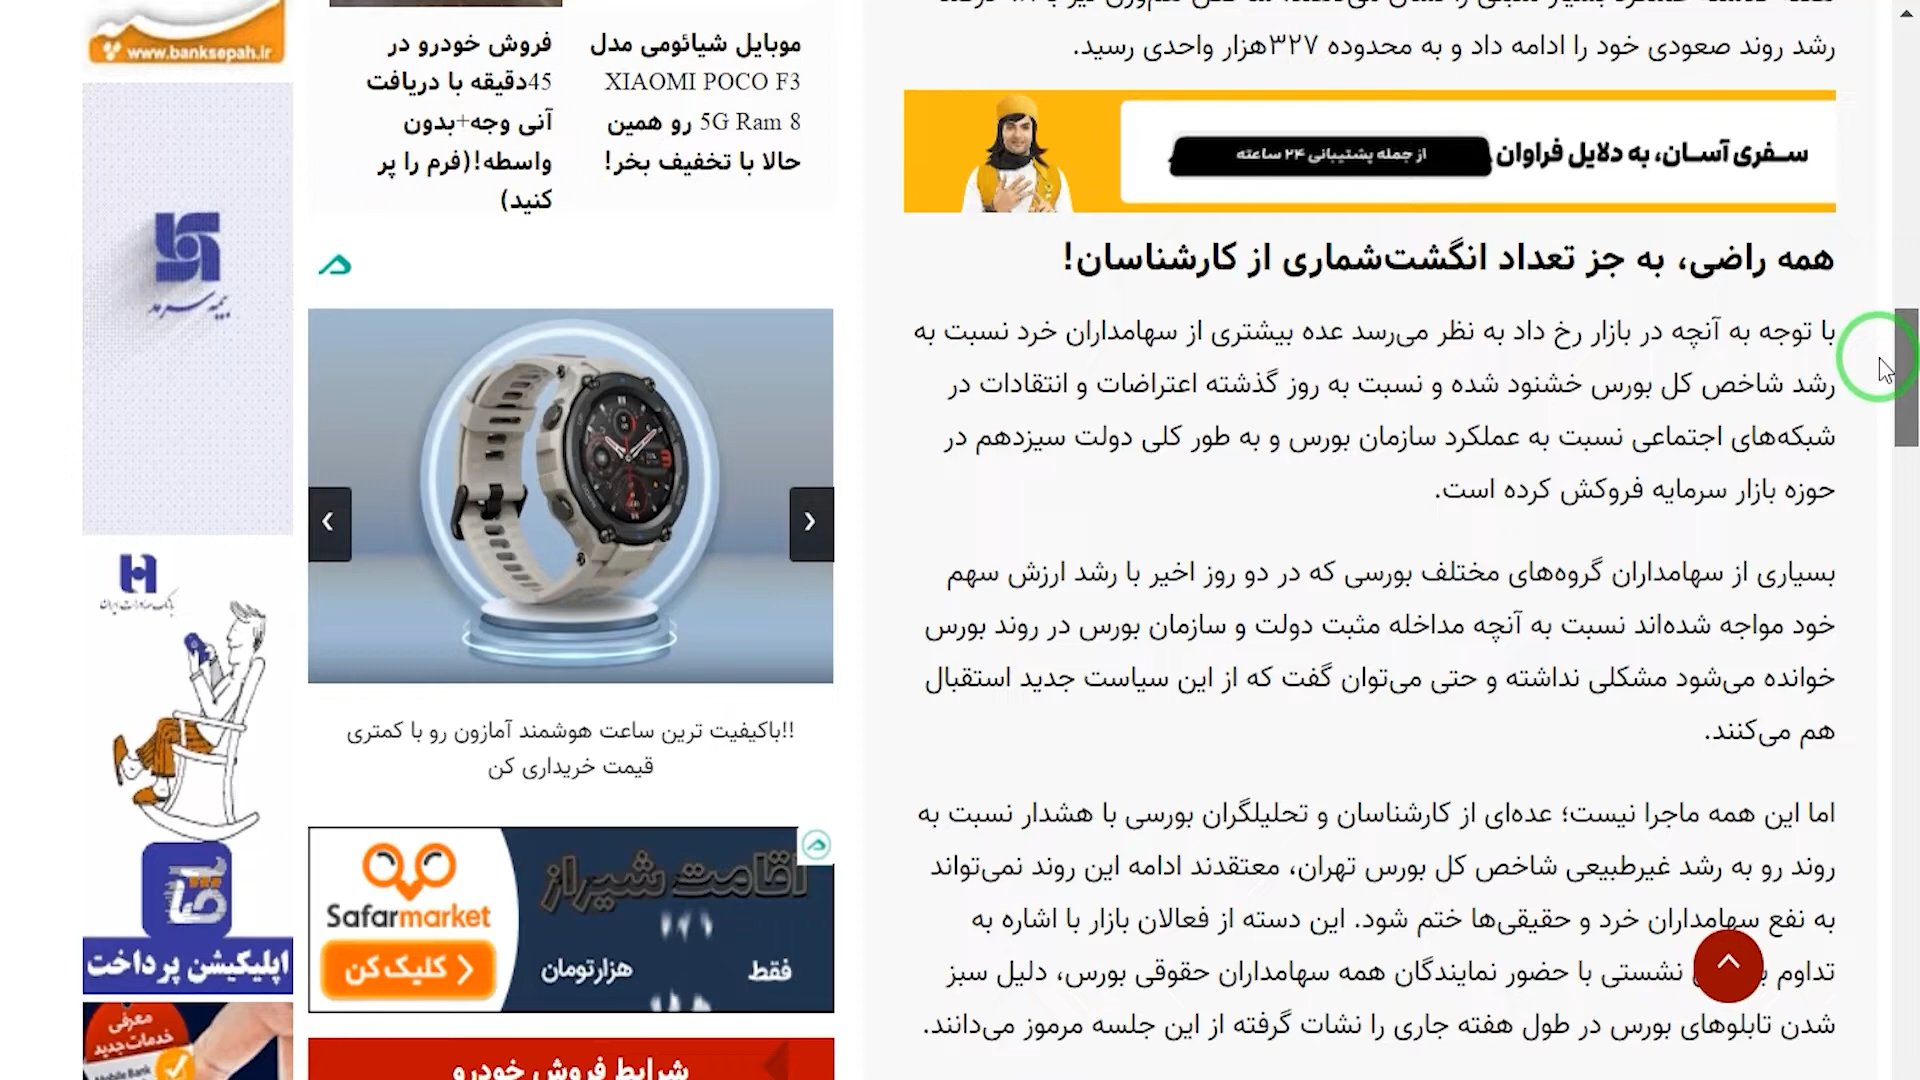 رشد روند صعودی خود را ادامه داد و به محدوده ۳۲۷هزار واحدی رسید.
سفری آسان، به دلایل فراوان
از جمله پشتیبانی ۲۴ ساعته
همه راضی، به جز تعداد انگشت‌شماری از کارشناسان!
با توجه به آنچه در بازار رخ داد به نظر می‌رسد عده بیشتری از سهامداران خرد نسبت به
رشد شاخص کل بورس خشنود شده و نسبت به روز گذشته اعتراضات و انتقادات در
شبکه‌های اجتماعی نسبت به عملکرد سازمان بورس و به طور کلی دولت سیزدهم در
حوزه بازار سرمایه فروکش کرده است.
بسیاری از سهامداران گروه‌های مختلف بورسی که در دو روز اخیر با رشد ارزش سهم
خود مواجه شده‌اند نسبت به آنچه مداخله مثبت دولت و سازمان بورس در روند بورس
خوانده می‌شود مشکلی نداشته و حتی می‌توان گفت که از این سیاست جدید استقبال
هم می‌کنند.
اما این همه ماجرا نیست؛ عده‌ای از کارشناسان و تحلیلگران بورسی با هشدار نسبت به
روند رو به رشد غیرطبیعی شاخص کل بورس تهران، معتقدند ادامه این روند نمی‌تواند
به نفع سهامداران خرد و حقیقی‌ها ختم شود. این دسته از فعالان بازار با اشاره به
تداوم نشستی با حضور نمایندگان همه سهامداران حقوقی بورس، دلیل سبز
شدن تابلوهای بورس در طول هفته جاری را نشات گرفته از این جلسه مرموز می‌دانند.
موبایل شیائومی مدل
XIAOMI POCO F3
5G Ram 8 رو همین
حالا با تخفیف بخر!
فروش خودرو در
45دقیقه با دریافت
آنی وجه+بدون
واسطه!(فرم را پر
کنید)
!!باکیفیت ترین ساعت هوشمند آمازون رو با کمتری
قیمت خریداری کن
اقامت شیراز
Safarmarket
کلیک کن
فقط
هزارتومان
شرایط فروش خودرو
www.banksepah.ir
بیمه سرمد
بانک صادرات ایران
صاپ
اپلیکیشن پرداخت
معرفی
خدمات جدید
Mobile Bank